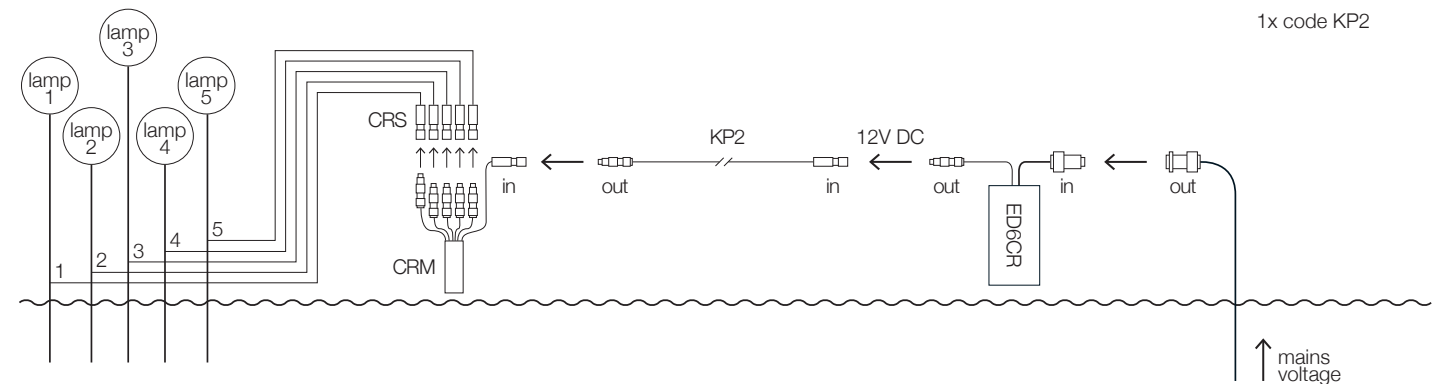 1x code KP2
lamp
3
lamp
1
lamp
5
lamp
2
lamp
4
CRS
KP2
12V DC
in
out
in
out
in
out
ED6CR
5
4
3
2
1
CRM
mains
voltage